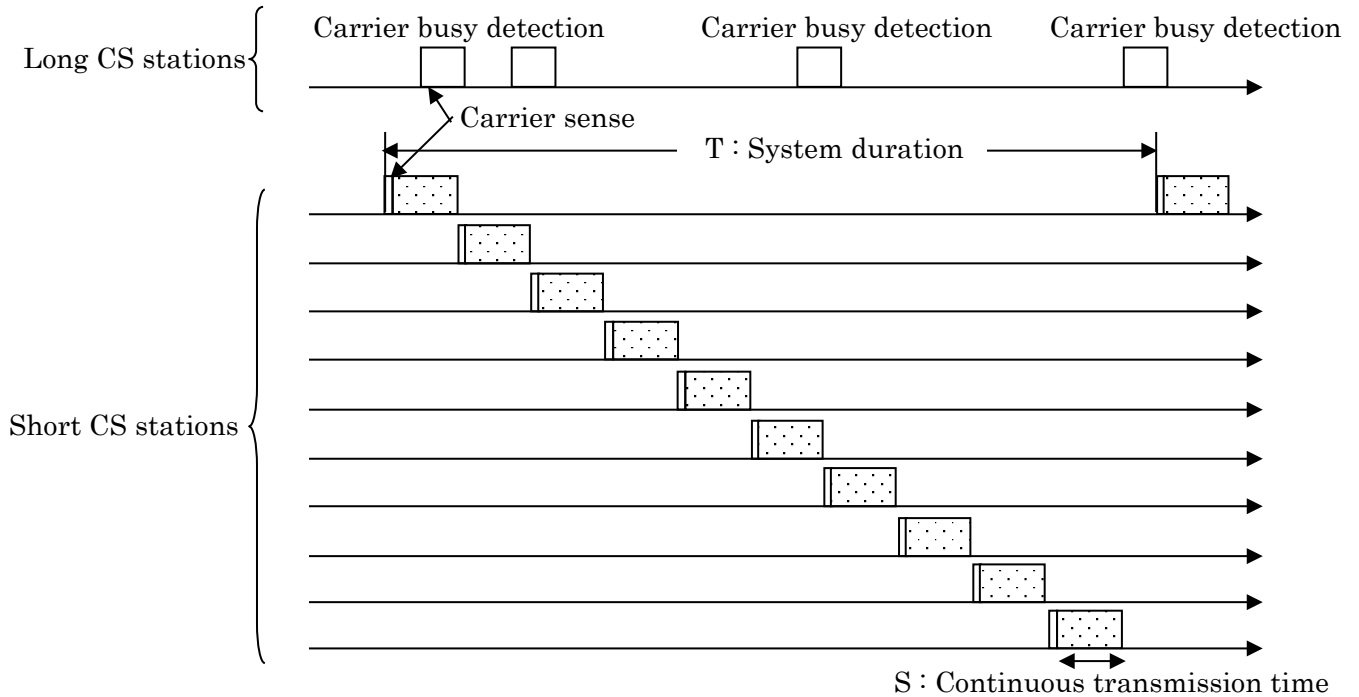 Carrier busy detection
Carrier busy detection
Carrier busy detection
Long CS stations
Carrier sense
T : System duration
Short CS stations
S : Continuous transmission time